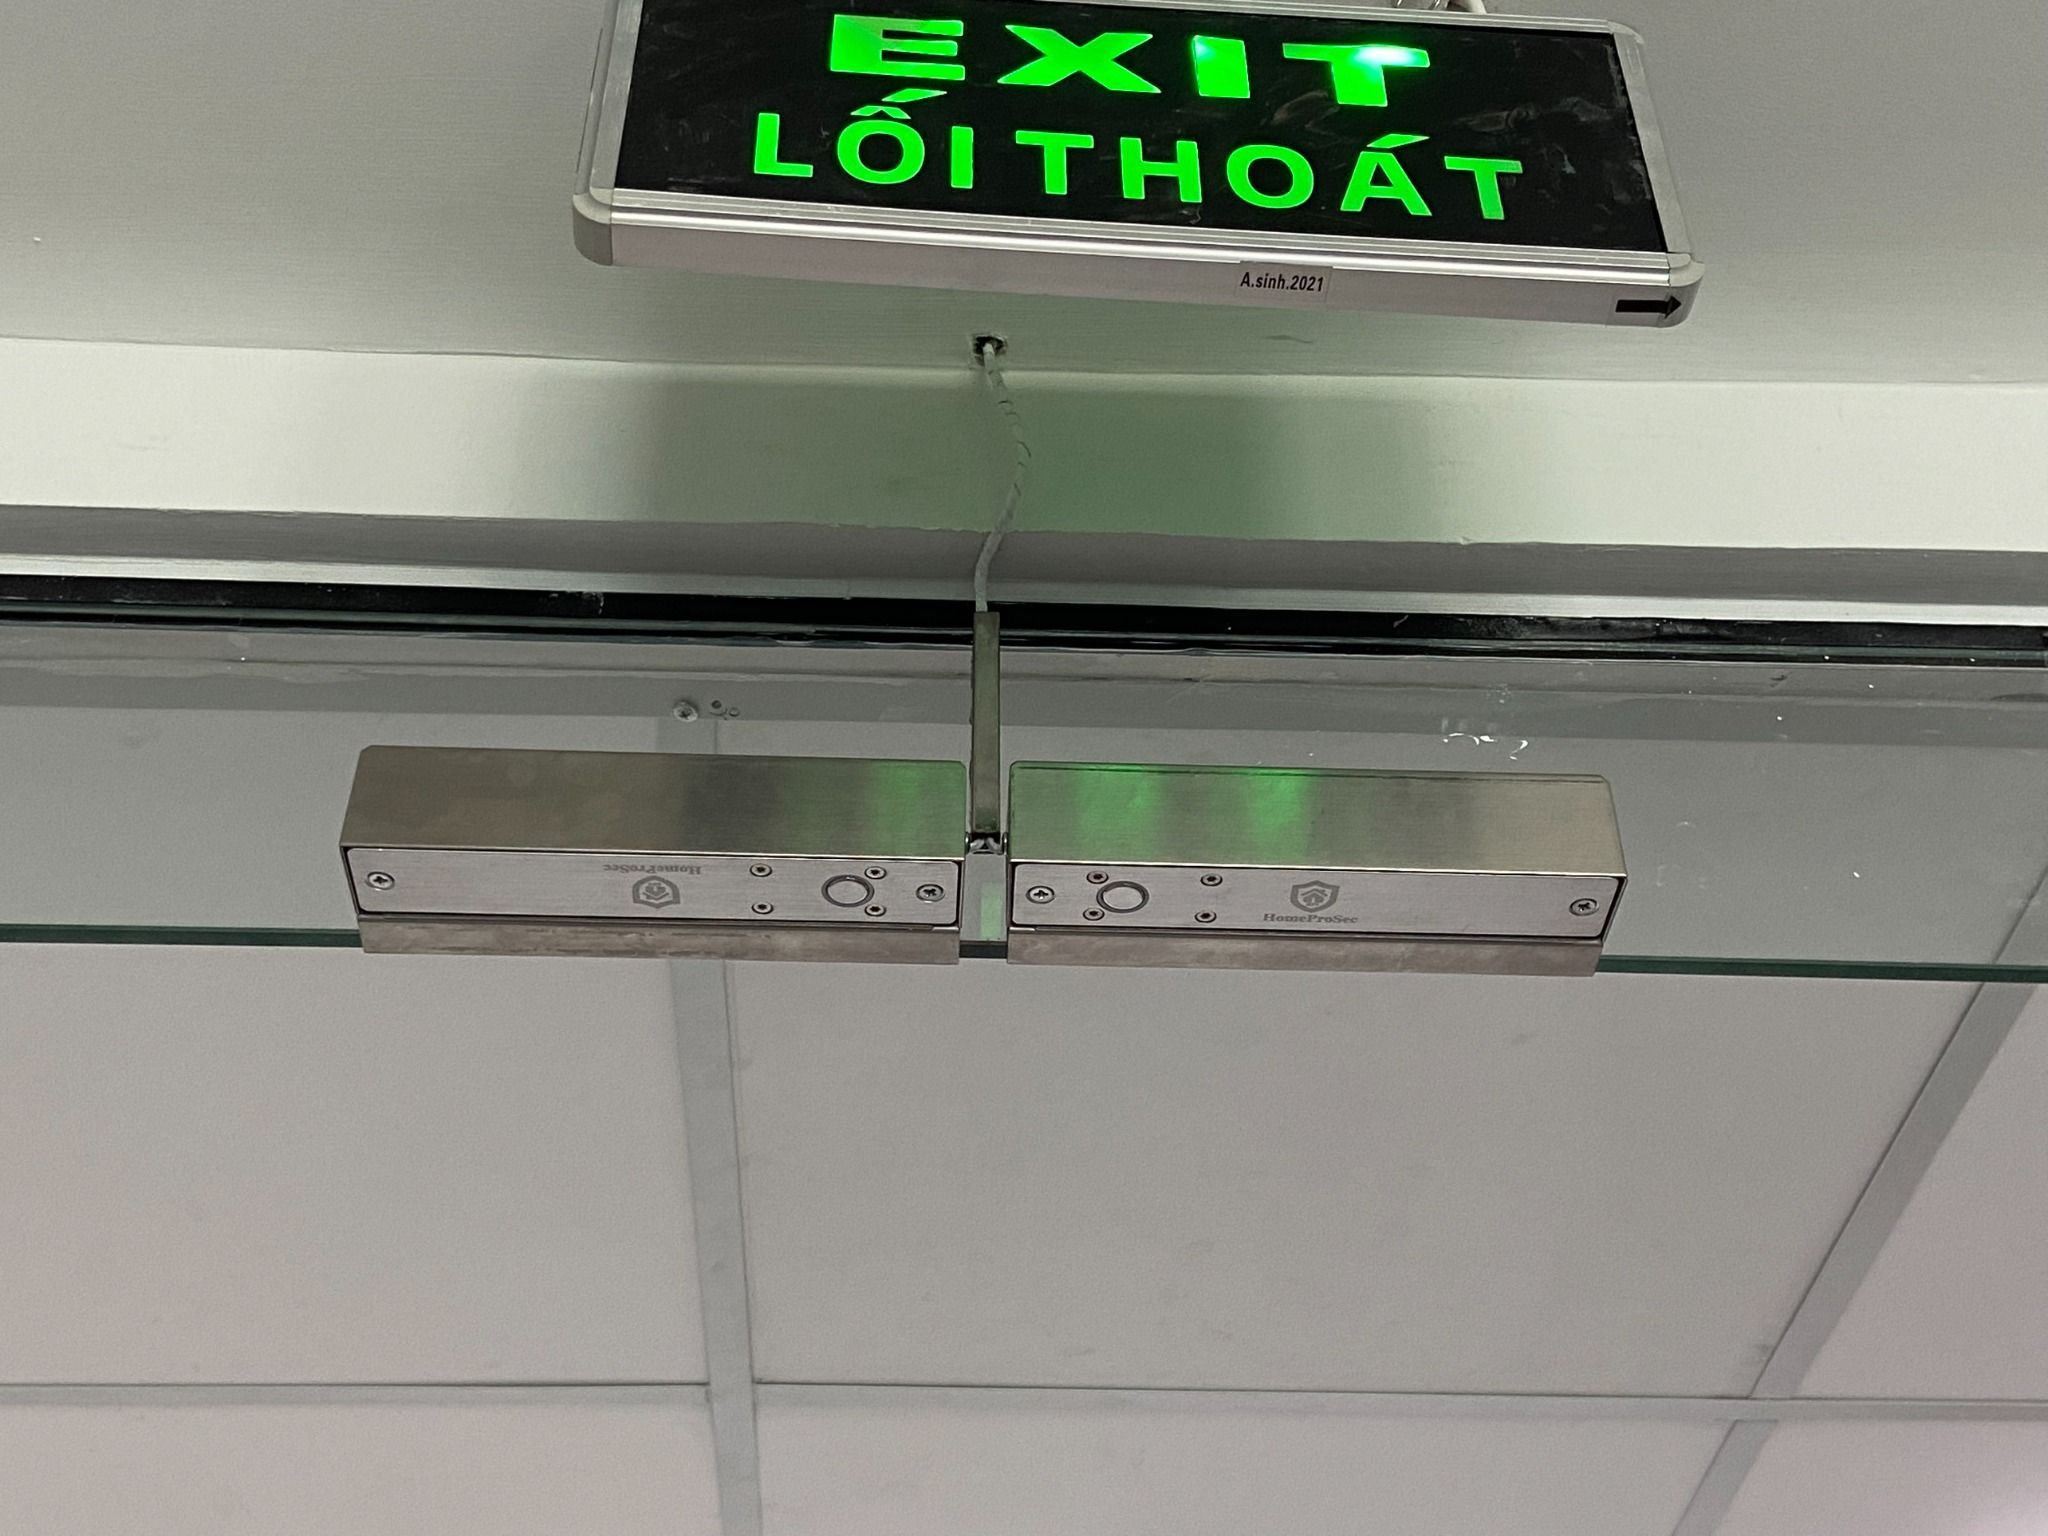 EXIT
LỐI THOÁT
A.sinh.2021
HomeProSec
HomeProSec